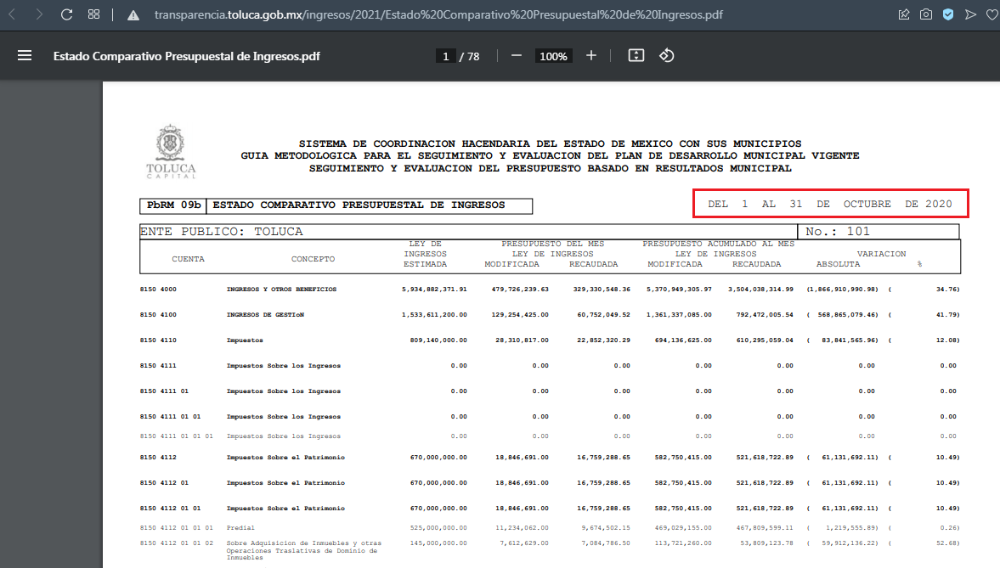 transparencia.toluca.gob.mx/ingresos/2021/Estado%20Comparativo%20Presupuestal%20de%20Ingresos.pdf
Estado Comparativo Presupuestal de Ingresos.pdf 1 / 78 100%
TOLUCA
CAPITAL
SISTEMA DE COORDINACION HACENDARIA DEL ESTADO DE MEXICO CON SUS MUNICIPIOS
GUIA METODOLOGICA PARA EL SEGUIMIENTO Y EVALUACION DEL PLAN DE DESARROLLO MUNICIPAL VIGENTE
SEGUIMIENTO Y EVALUACION DEL PRESUPUESTO BASADO EN RESULTADOS MUNICIPAL
PbRM 09b ESTADO COMPARATIVO PRESUPUESTAL DE INGRESOS DEL 1 AL 31 DE OCTUBRE DE 2020
ENTE PUBLICO: TOLUCA No.: 101
LEY DE PRESUPUESTO DEL MES PRESUPUESTO ACUMULADO AL MES
INGRESOS LEY DE INGRESOS LEY DE INGRESOS VARIACION
CUENTA CONCEPTO ESTIMADA MODIFICADA RECAUDADA MODIFICADA RECAUDADA ABSOLUTA %
8150 4000 INGRESOS Y OTROS BENEFICIOS 5,934,882,371.91 479,726,239.63 329,330,548.36 5,370,949,305.97 3,504,038,314.99 (1,866,910,990.98) ( 34.76)
8150 4100 INGRESOS DE GESTIoN 1,533,611,200.00 129,254,425.00 60,752,049.52 1,361,337,085.00 792,472,005.54 ( 568,865,079.46) ( 41.79)
8150 4110 Impuestos 809,140,000.00 28,310,817.00 22,852,320.29 694,136,625.00 610,295,059.04 ( 83,841,565.96) ( 12.08)
8150 4111 Impuestos Sobre los Ingresos 0.00 0.00 0.00 0.00 0.00 0.00 0.00
8150 4111 01 Impuestos Sobre los Ingresos 0.00 0.00 0.00 0.00 0.00 0.00 0.00
8150 4111 01 01 Impuestos Sobre los Ingresos 0.00 0.00 0.00 0.00 0.00 0.00 0.00
8150 4111 01 01 01 Impuestos Sobre los Ingresos 0.00 0.00 0.00 0.00 0.00 0.00 0.00
8150 4112 Impuestos Sobre el Patrimonio 670,000,000.00 18,846,691.00 16,759,288.65 582,750,415.00 521,618,722.89 ( 61,131,692.11) ( 10.49)
8150 4112 01 Impuestos Sobre el Patrimonio 670,000,000.00 18,846,691.00 16,759,288.65 582,750,415.00 521,618,722.89 ( 61,131,692.11) ( 10.49)
8150 4112 01 01 Impuestos Sobre el Patrimonio 670,000,000.00 18,846,691.00 16,759,288.65 582,750,415.00 521,618,722.89 ( 61,131,692.11) ( 10.49)
8150 4112 01 01 01 Predial 525,000,000.00 11,234,062.00 9,674,502.15 469,029,155.00 467,809,599.11 ( 1,219,555.89) ( 0.26)
8150 4112 01 01 02 Sobre Adquisicion de Inmuebles y otras 145,000,000.00 7,612,629.00 7,084,786.50 113,721,260.00 53,809,123.78 ( 59,912,136.22) ( 52.68)
Operaciones Traslativas de Dominio de
Inmuebles